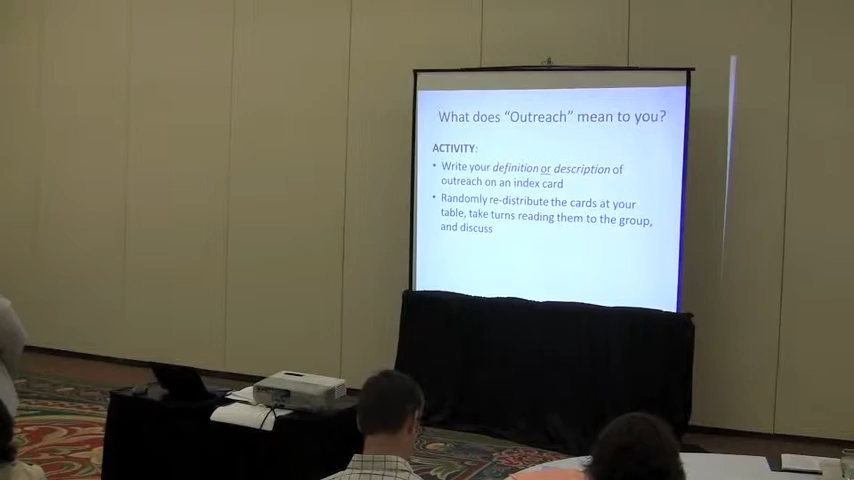 What does “Outreach” mean to you?
ACTIVITY:
• Write your definition or description of
outreach on an index card
• Randomly re-distribute the cards at your
table, take turns reading them to the group,
and discuss